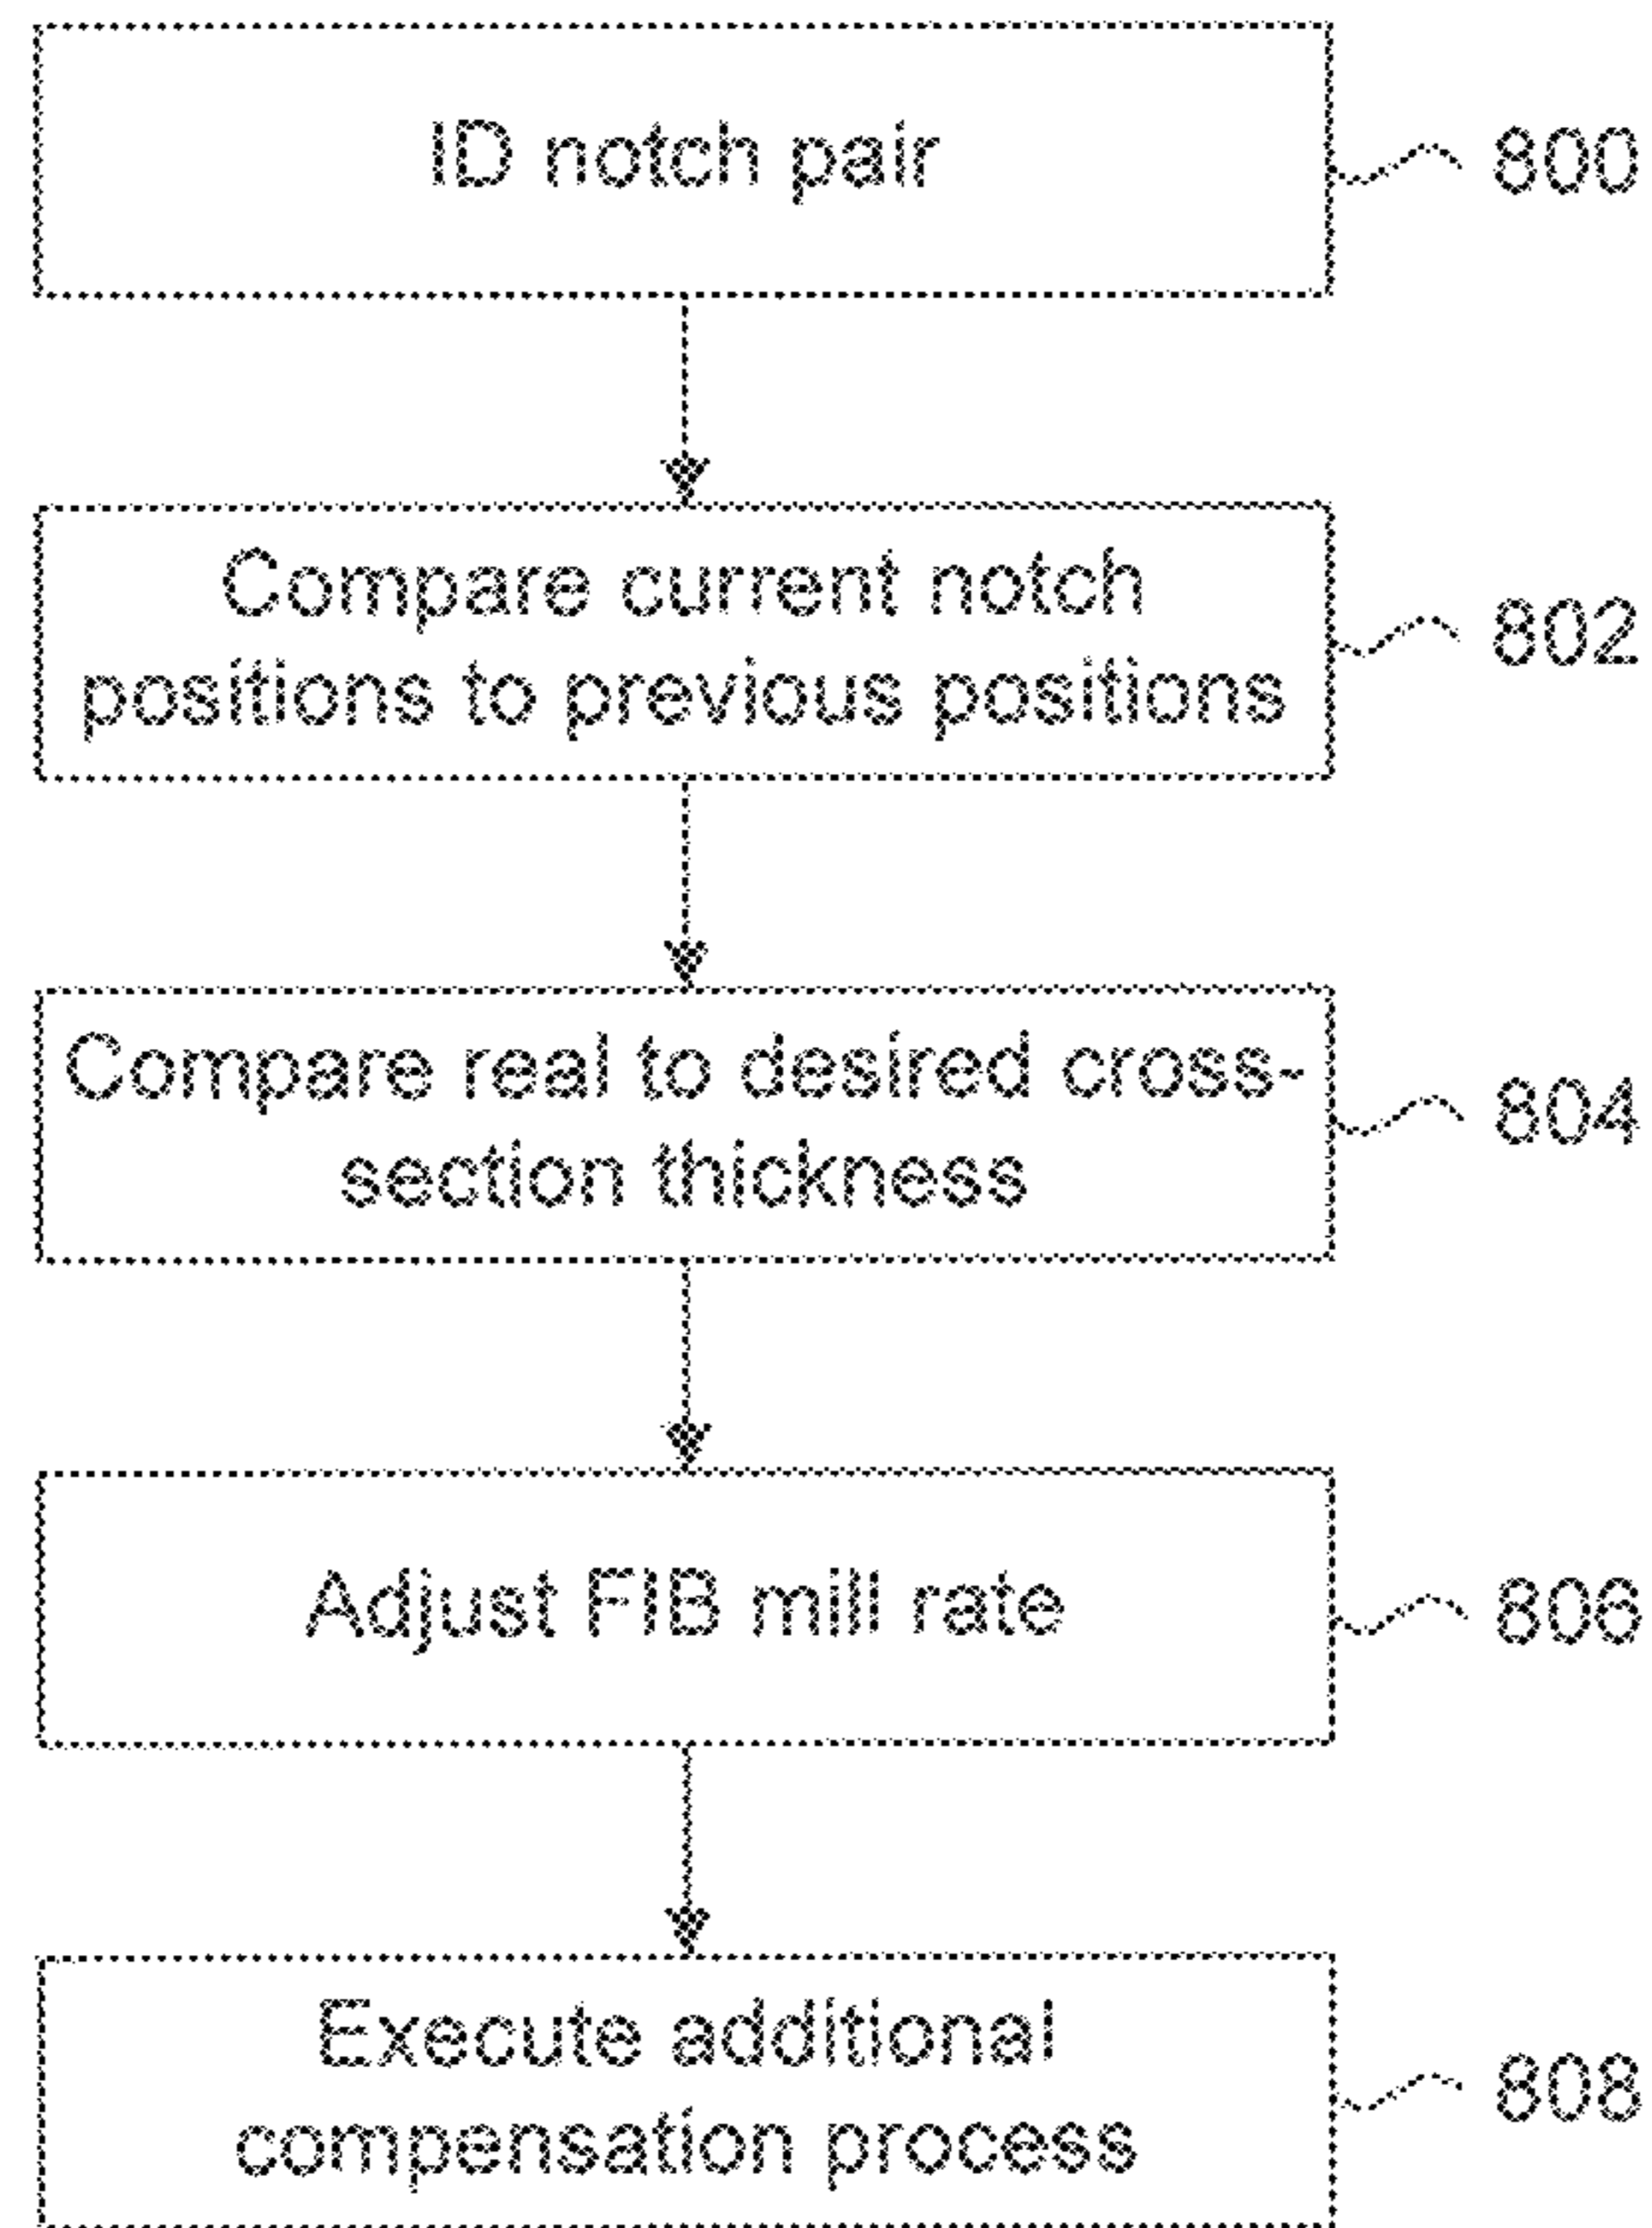 ID notch pair
800
Compare current notch
positions to previous positions
802
Compare real to desired cross-
section thickness
804
Adjust FIB mill rate
806
Execute additional
compensation process
808